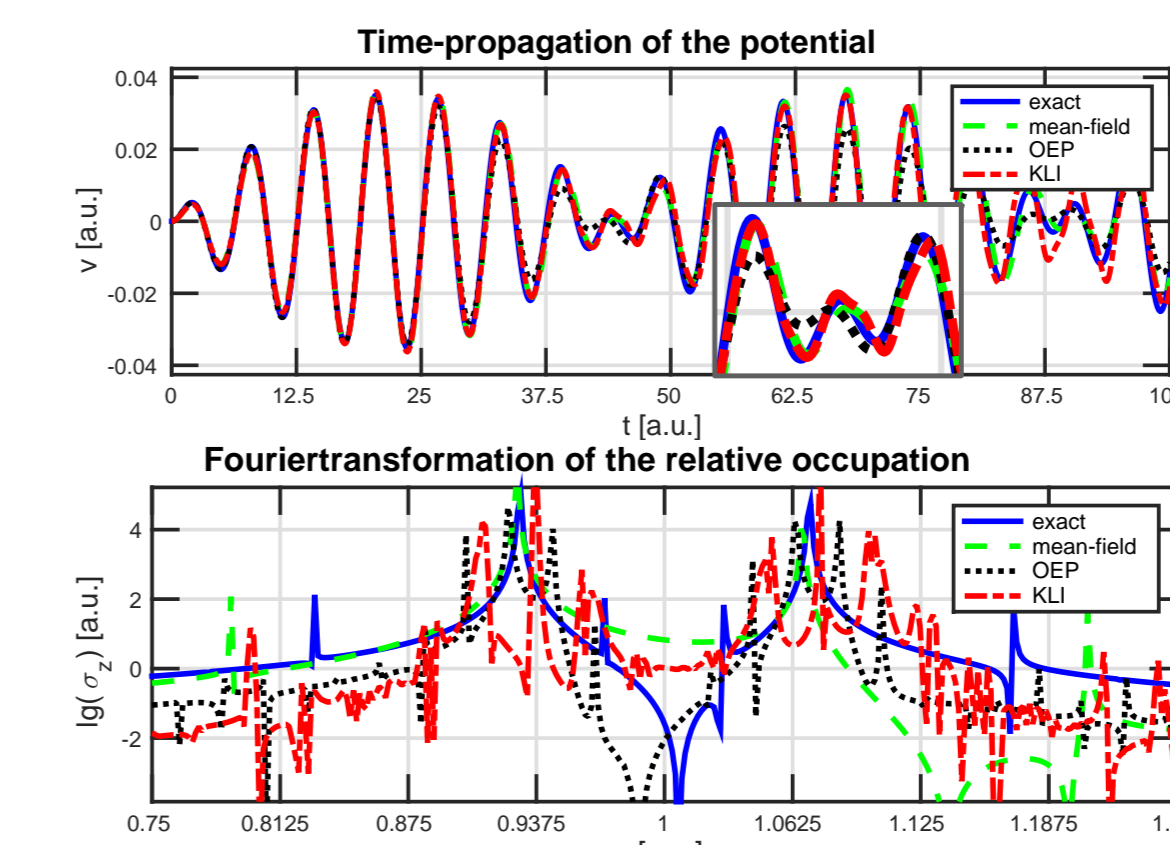 Time-propagation of the potential
0.04
0.02
0
-0.02
-0.04
v [a.u.]
exact
mean-field
OEP
KLI
0 12.5 25 37.5 50 62.5 75 87.5 10
t [a.u.]
Fouriertransformation of the relative occupation
4
2
0
-2
lg( σz) [a.u.]
exact
mean-field
OEP
KLI
0.75 0.8125 0.875 0.9375 1 1.0625 1.125 1.1875 1.